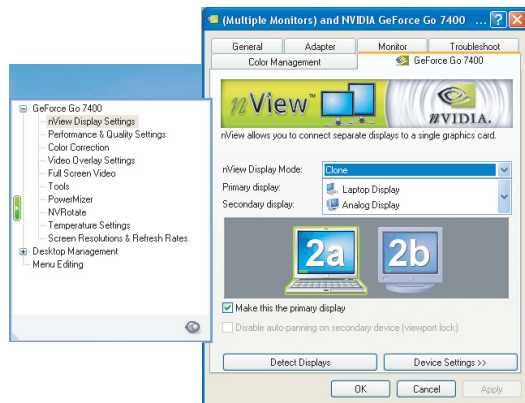 GeForce Go 7400
nView Display Settings
Performance & Quality Settings
Color Correction
Video Overlay Settings
Full Screen Video
Tools
PowerMizer
NVRotate
Temperature Settings
Screen Resolutions & Refresh Rates
Desktop Management
Menu Editing
(Multiple Monitors) and NVIDIA GeForce Go 7400 ...
General Adapter Monitor Troubleshoot
Color Management GeForce Go 7400
nView™
NVIDIA.
nView allows you to connect separate displays to a single graphics card.
nView Display Mode: Clone
Primary display: Laptop Display
Secondary display: Analog Display
2a 2b
Make this the primary display
Disable auto-panning on secondary device (viewport lock)
Detect Displays Device Settings >>
OK Cancel Apply